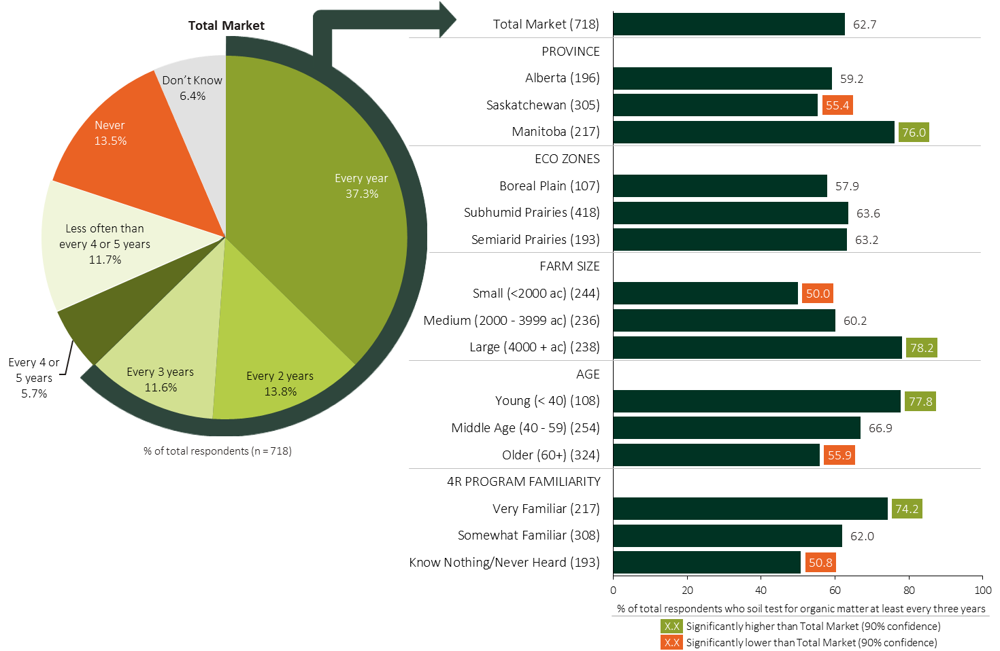 Total Market
Don't Know
6.4%
Never
13.5%
Every year
37.3%
Less often than
every 4 or 5 years
11.7%
Every 4 or
5 years
5.7%
Every 3 years
11.6%
Every 2 years
13.8%
% of total respondents (n = 718)
Total Market (718) 62.7
PROVINCE
Alberta (196) 59.2
Saskatchewan (305) 55.4
Manitoba (217) 76.0
ECO ZONES
Boreal Plain (107) 57.9
Subhumid Prairies (418) 63.6
Semiarid Prairies (193) 63.2
FARM SIZE
Small (<2000 ac) (244) 50.0
Medium (2000 - 3999 ac) (236) 60.2
Large (4000 + ac) (238) 78.2
AGE
Young (< 40) (108) 77.8
Middle Age (40 - 59) (254) 66.9
Older (60+) (324) 55.9
4R PROGRAM FAMILIARITY
Very Familiar (217) 74.2
Somewhat Familiar (308) 62.0
Know Nothing/Never Heard (193) 50.8
0 20 40 60 80 100
% of total respondents who soil test for organic matter at least every three years
X.X Significantly higher than Total Market (90% confidence)
X.X Significantly lower than Total Market (90% confidence)